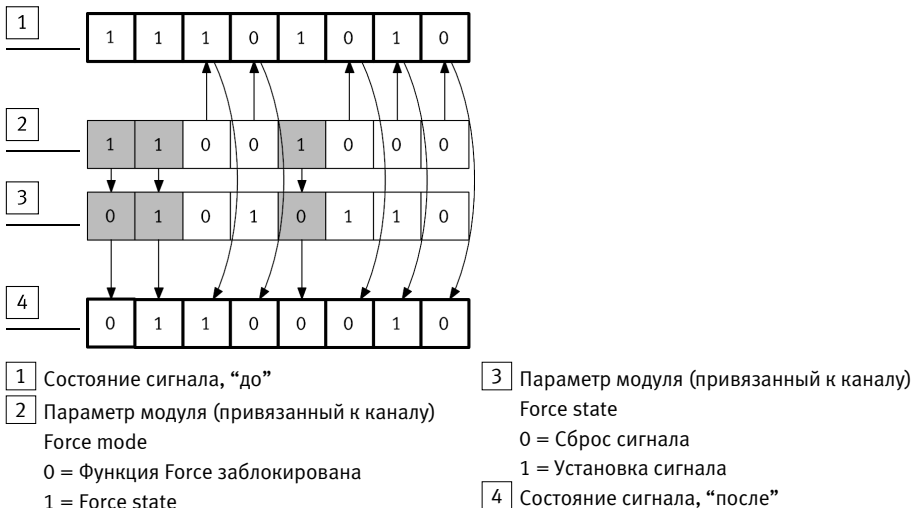 1
1 1 1 0 1 0 1 0
2
1 1 0 0 1 0 0 0
3
0 1 0 1 0 1 1 0
4
0 1 1 0 0 0 1 0
1 Состояние сигнала, “до”
2 Параметр модуля (привязанный к каналу)
Force mode
0 = Функция Force заблокирована
1 = Force state
3 Параметр модуля (привязанный к каналу)
Force state
0 = Сброс сигнала
1 = Установка сигнала
4 Состояние сигнала, “после”